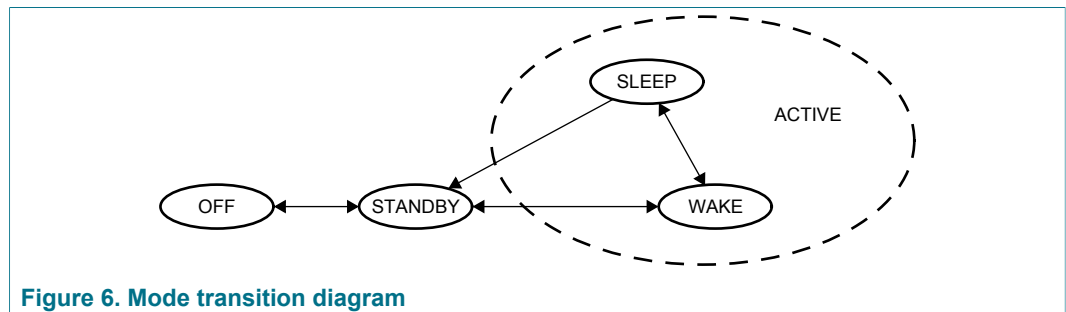 SLEEP
ACTIVE
OFF
STANDBY
WAKE
Figure 6. Mode transition diagram